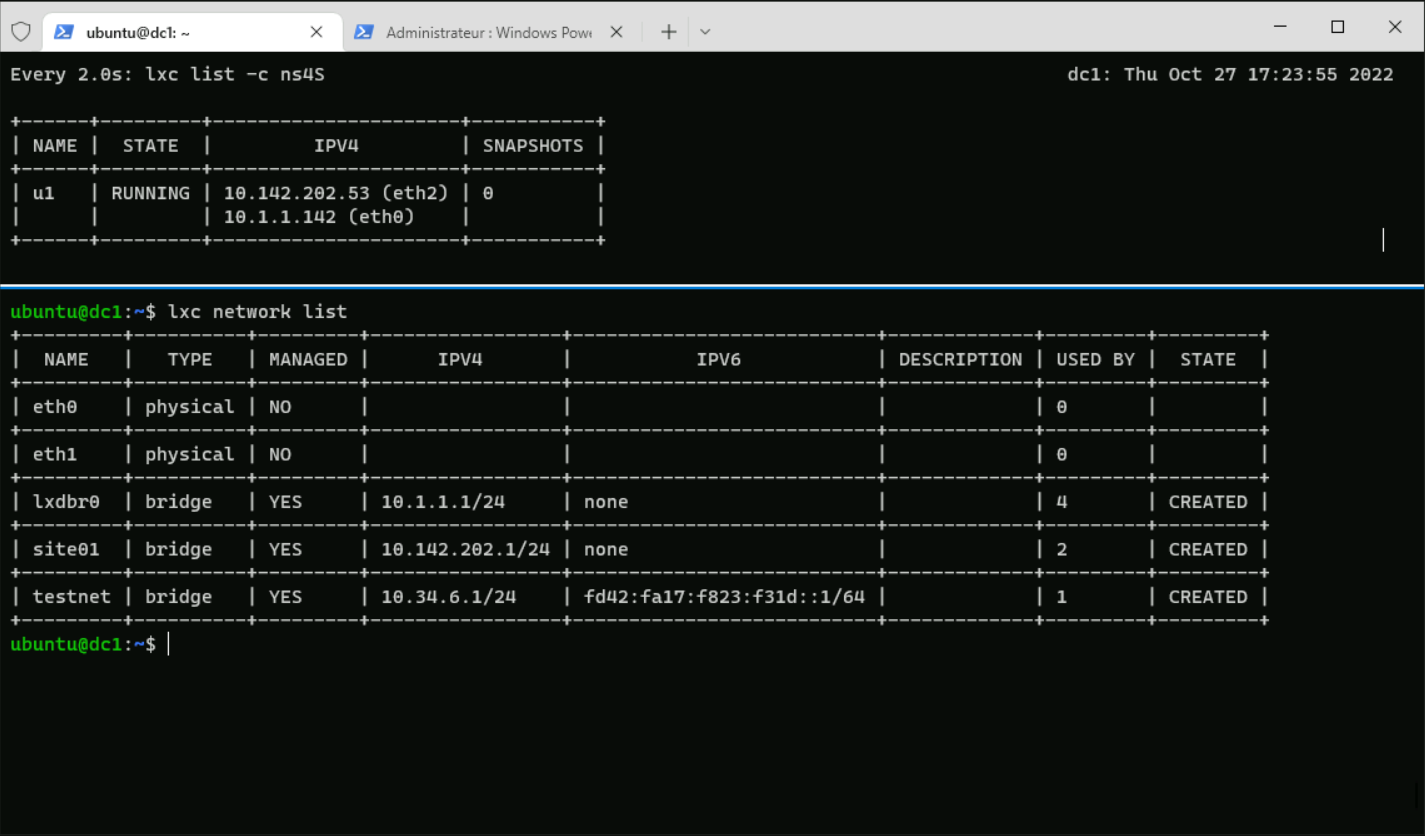 ubuntu@dc1: ~ Administrateur : Windows Powe
Every 2.0s: lxc list -c ns4S dc1: Thu Oct 27 17:23:55 2022
+------+---------+----------------------+-----------+
| NAME |  STATE  |         IPV4         | SNAPSHOTS |
+------+---------+----------------------+-----------+
| u1   | RUNNING | 10.142.202.53 (eth2) | 0         |
|      |         | 10.1.1.142 (eth0)    |           |
+------+---------+----------------------+-----------+
ubuntu@dc1:~$ lxc network list
+---------+----------+---------+-----------------+---------------------------+-------------+---------+---------+
|  NAME   |   TYPE   | MANAGED |      IPV4       |           IPV6            | DESCRIPTION | USED BY |  STATE  |
+---------+----------+---------+-----------------+---------------------------+-------------+---------+---------+
| eth0    | physical | NO      |                 |                           |             | 0       |         |
+---------+----------+---------+-----------------+---------------------------+-------------+---------+---------+
| eth1    | physical | NO      |                 |                           |             | 0       |         |
+---------+----------+---------+-----------------+---------------------------+-------------+---------+---------+
| lxdbr0  | bridge   | YES     | 10.1.1.1/24     | none                      |             | 4       | CREATED |
+---------+----------+---------+-----------------+---------------------------+-------------+---------+---------+
| site01  | bridge   | YES     | 10.142.202.1/24 | none                      |             | 2       | CREATED |
+---------+----------+---------+-----------------+---------------------------+-------------+---------+---------+
| testnet | bridge   | YES     | 10.34.6.1/24    | fd42:fa17:f823:f31d::1/64 |             | 1       | CREATED |
+---------+----------+---------+-----------------+---------------------------+-------------+---------+---------+
ubuntu@dc1:~$